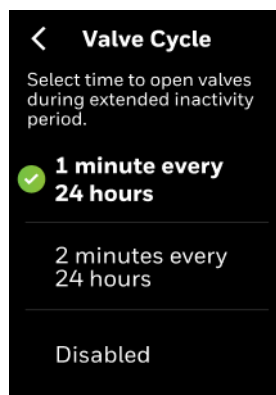 Valve Cycle
Select time to open valves
during extended inactivity
period.
1 minute every
24 hours
2 minutes every
24 hours
Disabled